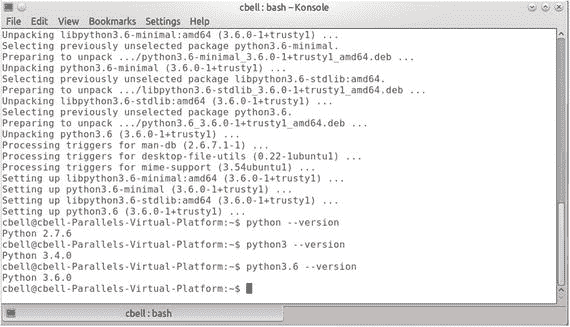 cbell : bash – Konsole
File Edit View Bookmarks Settings Help
Unpacking libpython3.6-minimal:amd64 (3.6.0-1+trusty1) ...
Selecting previously unselected package python3.6-minimal.
Preparing to unpack .../python3.6-minimal_3.6.0-1+trusty1_amd64.deb ...
Unpacking python3.6-minimal (3.6.0-1+trusty1) ...
Selecting previously unselected package libpython3.6-stdlib:amd64.
Preparing to unpack .../libpython3.6-stdlib_3.6.0-1+trusty1_amd64.deb ...
Unpacking libpython3.6-stdlib:amd64 (3.6.0-1+trusty1) ...
Selecting previously unselected package python3.6.
Preparing to unpack .../python3.6_3.6.0-1+trusty1_amd64.deb ...
Unpacking python3.6 (3.6.0-1+trusty1) ...
Processing triggers for man-db (2.6.7.1-1) ...
Processing triggers for desktop-file-utils (0.22-1ubuntu1) ...
Processing triggers for mime-support (3.54ubuntu1) ...
Setting up libpython3.6-minimal:amd64 (3.6.0-1+trusty1) ...
Setting up python3.6-minimal (3.6.0-1+trusty1) ...
Setting up libpython3.6-stdlib:amd64 (3.6.0-1+trusty1) ...
Setting up python3.6 (3.6.0-1+trusty1) ...
cbell@cbell-Parallels-Virtual-Platform:~$ python --version
Python 2.7.6
cbell@cbell-Parallels-Virtual-Platform:~$ python3 --version
Python 3.4.0
cbell@cbell-Parallels-Virtual-Platform:~$ python3.6 --version
Python 3.6.0
cbell@cbell-Parallels-Virtual-Platform:~$
cbell : bash